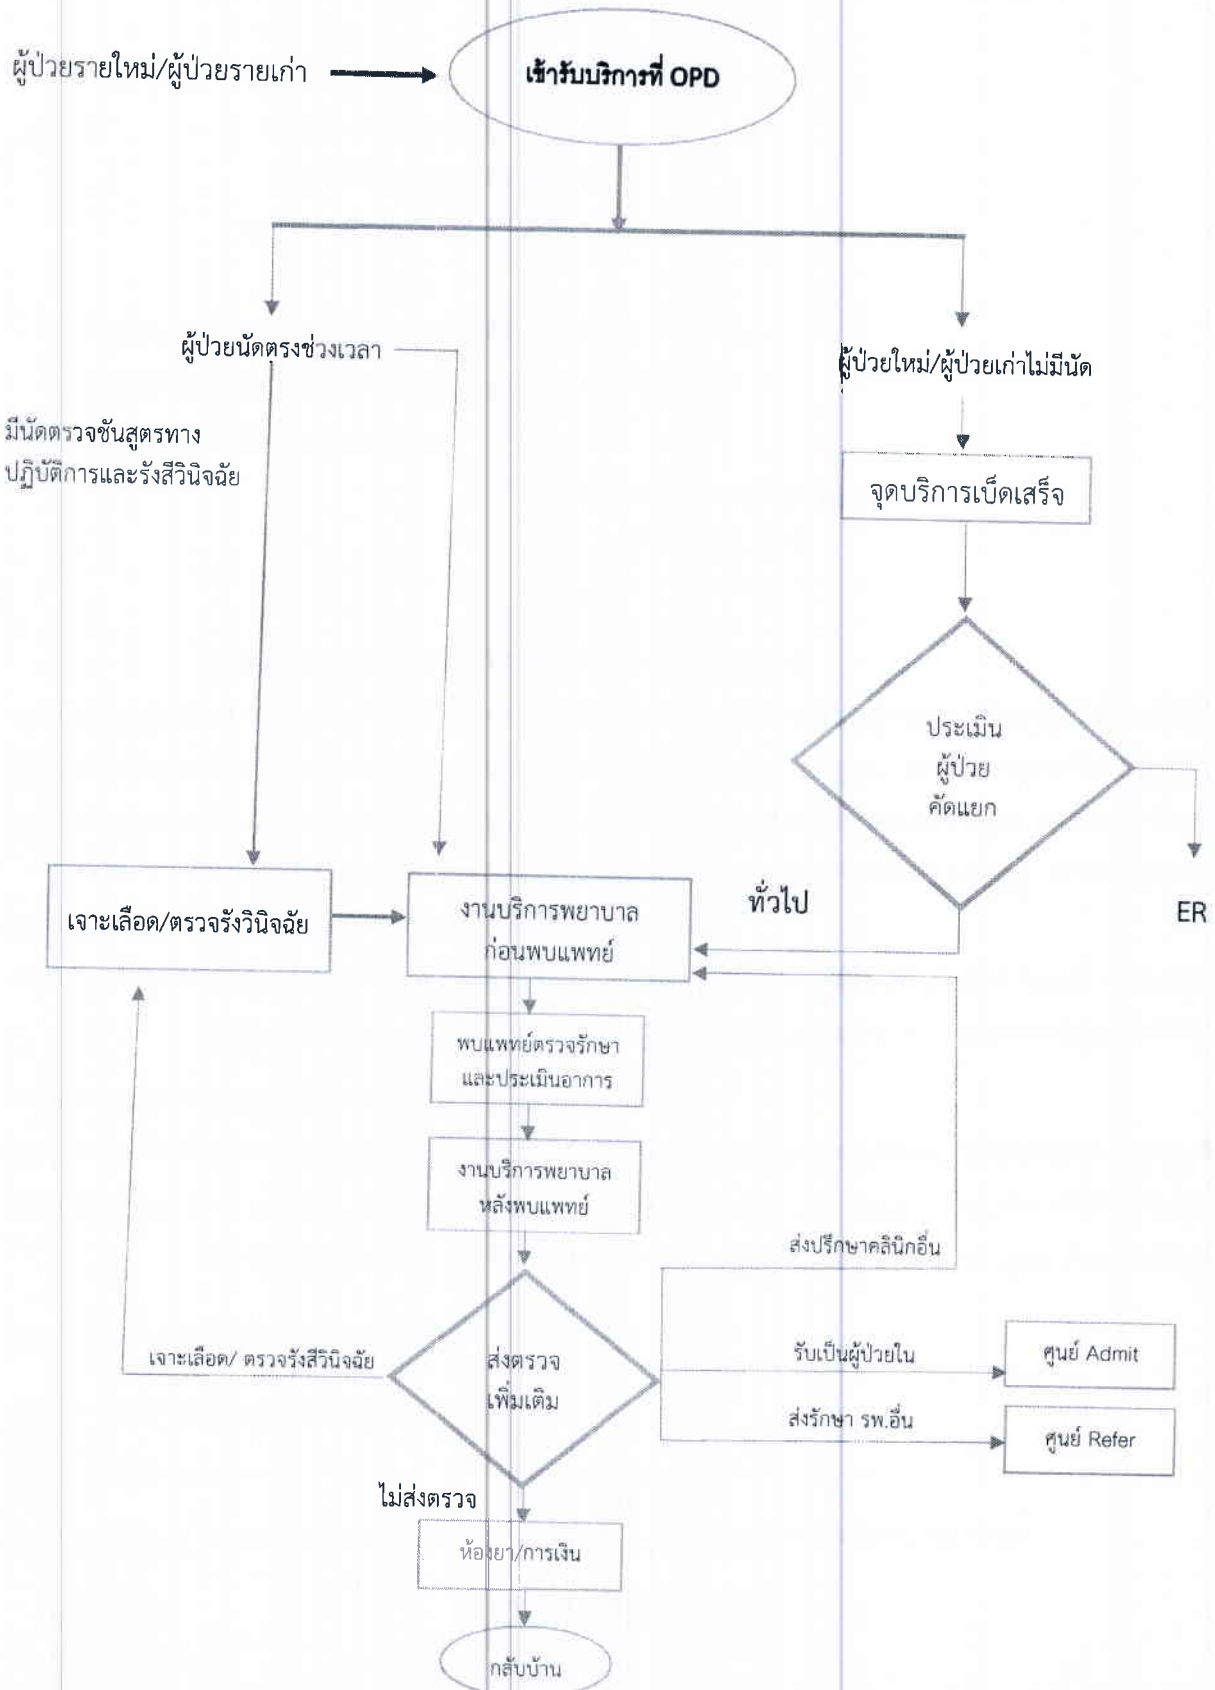 ผู้ป่วยรายใหม่/ผู้ป่วยรายเก่า
เข้ารับบริการที่ OPD
ผู้ป่วยนัดตรงช่วงเวลา
ผู้ป่วยใหม่/ผู้ป่วยเก่าไม่มีนัด
มีนัดตรวจชันสูตรทาง
ปฏิบัติการและรังสีวินิจฉัย
จุดบริการเบ็ดเสร็จ
ประเมิน
ผู้ป่วย
คัดแยก
เจาะเลือด/ตรวจรังวินิจฉัย
งานบริการพยาบาล
ก่อนพบแพทย์
ทั่วไป
ER
พบแพทย์ตรวจรักษา
และประเมินอาการ
งานบริการพยาบาล
หลังพบแพทย์
ส่งปรึกษาคลินิกอื่น
เจาะเลือด/ ตรวจรังสีวินิจฉัย
ส่งตรวจ
เพิ่มเติม
รับเป็นผู้ป่วยใน
ศูนย์ Admit
ส่งรักษา รพ.อื่น
ศูนย์ Refer
ไม่ส่งตรวจ
ห้องยา/การเงิน
กลับบ้าน